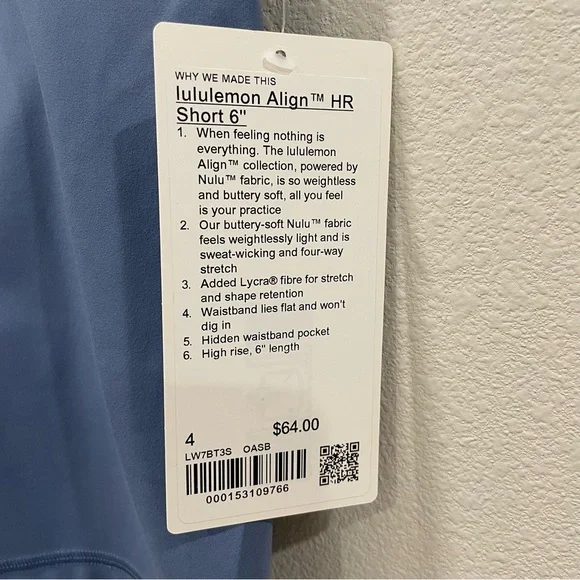 WHY WE MADE THIS
lululemon Align™ HR
Short 6"
1. When feeling nothing is
everything. The lululemon
Align™ collection, powered by
Nulu™ fabric, is so weightless
and buttery soft, all you feel
is your practice
2. Our buttery-soft Nulu™ fabric
feels weightlessly light and is
sweat-wicking and four-way
stretch
3. Added Lycra® fibre for stretch
and shape retention
4. Waistband lies flat and won't
dig in
5. Hidden waistband pocket
6. High rise, 6" length
4 $64.00
LW7BT3S OASB
000153109766